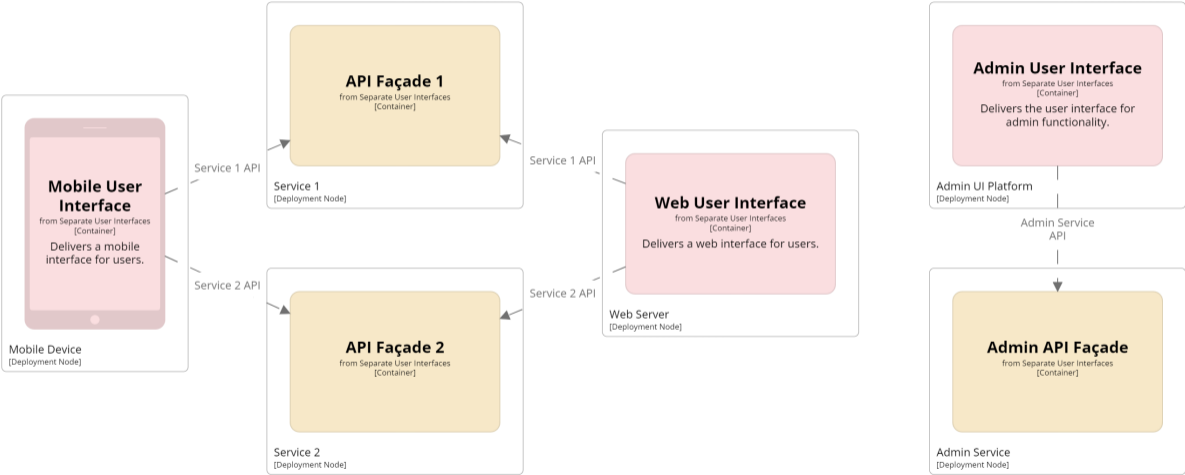 API Façade 1
from Separate User Interfaces
[Container]
Service 1
[Deployment Node]
Mobile User
Interface
from Separate User Interfaces
[Container]
Delivers a mobile
interface for users.
Mobile Device
[Deployment Node]
Service 1 API
Service 2 API
Service 1 API
Service 2 API
Web User Interface
from Separate User Interfaces
[Container]
Delivers a web interface for users.
Web Server
[Deployment Node]
API Façade 2
from Separate User Interfaces
[Container]
Service 2
[Deployment Node]
Admin User Interface
from Separate User Interfaces
[Container]
Delivers the user interface for
admin functionality.
Admin UI Platform
[Deployment Node]
Admin Service
API
Admin API Façade
from Separate User Interfaces
[Container]
Admin Service
[Deployment Node]